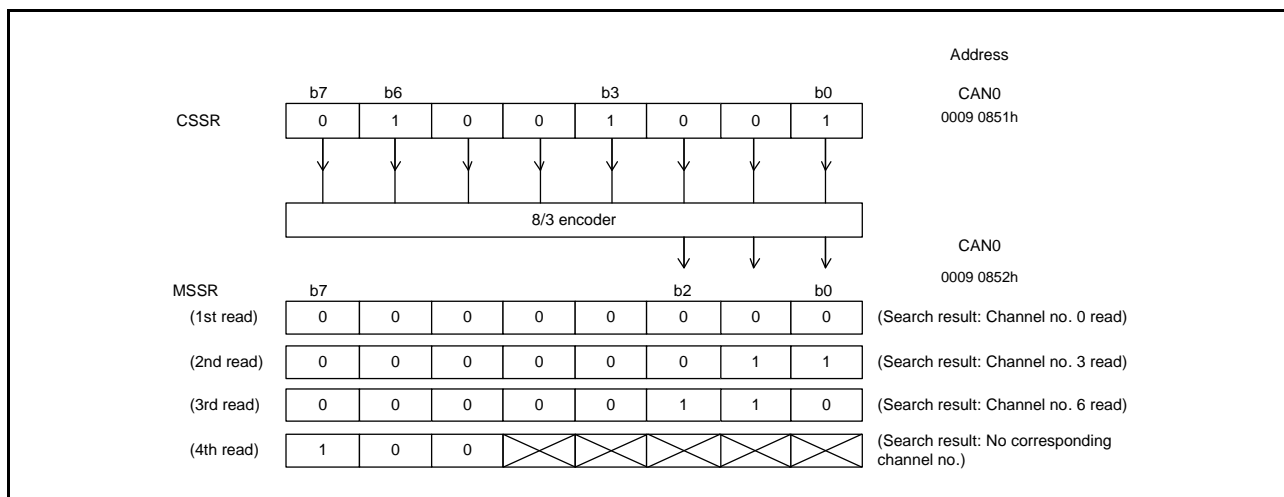 Address
b7 b6 b3 b0 CAN0
CSSR 0 1 0 0 1 0 0 1 0009 0851h
8/3 encoder
CAN0
0009 0852h
MSSR b7 b2 b0
(1st read) 0 0 0 0 0 0 0 0 (Search result: Channel no. 0 read)
(2nd read) 0 0 0 0 0 0 1 1 (Search result: Channel no. 3 read)
(3rd read) 0 0 0 0 0 1 1 0 (Search result: Channel no. 6 read)
(4th read) 1 0 0 (Search result: No corresponding
channel no.)